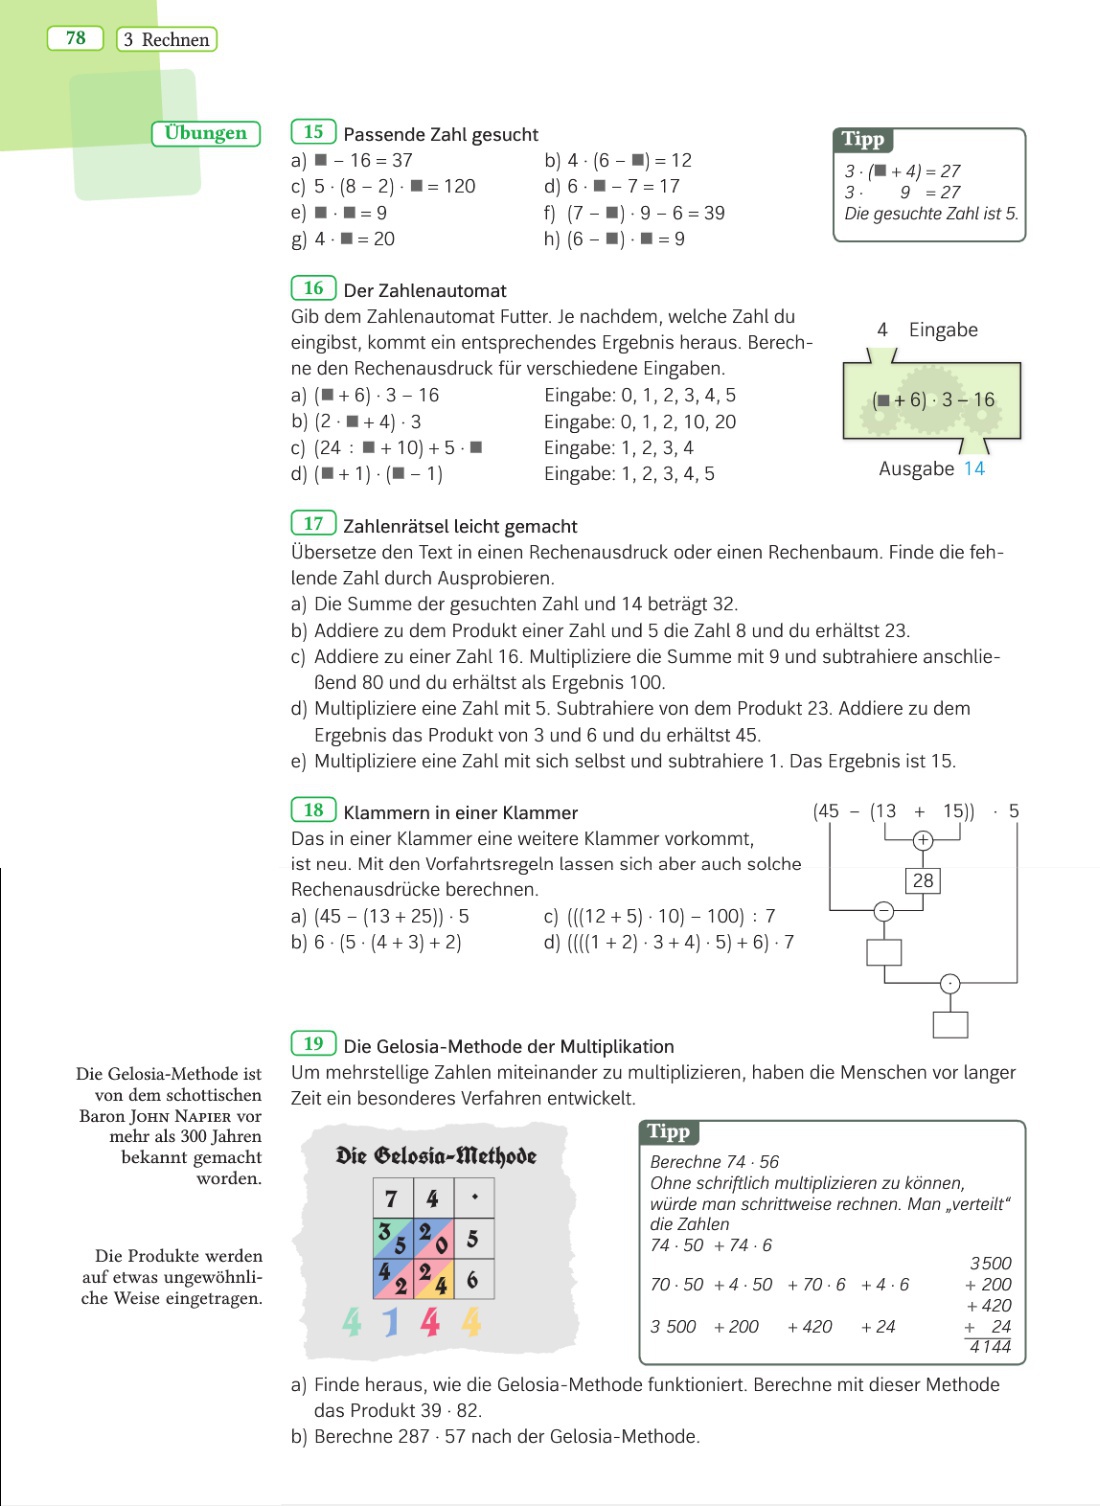 78
3 Rechnen
Übungen
15 Passende Zahl gesucht
a) ■ – 16 = 37
b) 4 · (6 – ■) = 12
c) 5 · (8 – 2) · ■ = 120
d) 6 · ■ – 7 = 17
e) ■ · ■ = 9
f) (7 – ■) · 9 – 6 = 39
g) 4 · ■ = 20
h) (6 – ■) · ■ = 9
Tipp
3 · (■ + 4) = 27
3 · 9 = 27
Die gesuchte Zahl ist 5.
16 Der Zahlenautomat
Gib dem Zahlenautomat Futter. Je nachdem, welche Zahl du
eingibst, kommt ein entsprechendes Ergebnis heraus. Berech-
ne den Rechenausdruck für verschiedene Eingaben.
a) (■ + 6) · 3 – 16 Eingabe: 0, 1, 2, 3, 4, 5
b) (2 · ■ + 4) · 3 Eingabe: 0, 1, 2, 10, 20
c) (24 : ■ + 10) + 5 · ■ Eingabe: 1, 2, 3, 4
d) (■ + 1) · (■ – 1) Eingabe: 1, 2, 3, 4, 5
4 Eingabe
(■ + 6) · 3 – 16
Ausgabe 14
17 Zahlenrätsel leicht gemacht
Übersetze den Text in einen Rechenausdruck oder einen Rechenbaum. Finde die feh-
lende Zahl durch Ausprobieren.
a) Die Summe der gesuchten Zahl und 14 beträgt 32.
b) Addiere zu dem Produkt einer Zahl und 5 die Zahl 8 und du erhältst 23.
c) Addiere zu einer Zahl 16. Multipliziere die Summe mit 9 und subtrahiere anschlie-
ßend 80 und du erhältst als Ergebnis 100.
d) Multipliziere eine Zahl mit 5. Subtrahiere von dem Produkt 23. Addiere zu dem
Ergebnis das Produkt von 3 und 6 und du erhältst 45.
e) Multipliziere eine Zahl mit sich selbst und subtrahiere 1. Das Ergebnis ist 15.
18 Klammern in einer Klammer
Das in einer Klammer eine weitere Klammer vorkommt,
ist neu. Mit den Vorfahrtsregeln lassen sich aber auch solche
Rechenausdrücke berechnen.
a) (45 – (13 + 25)) · 5
c) (((12 + 5) · 10) – 100) : 7
b) 6 · (5 · (4 + 3) + 2)
d) ((((1 + 2) · 3 + 4) · 5) + 6) · 7
(45 – (13 + 15)) · 5
+
28
–
·
19 Die Gelosia-Methode der Multiplikation
Um mehrstellige Zahlen miteinander zu multiplizieren, haben die Menschen vor langer
Zeit ein besonderes Verfahren entwickelt.
Die Gelosia-Methode ist
von dem schottischen
Baron JOHN NAPIER vor
mehr als 300 Jahren
bekannt gemacht
worden.
Die Produkte werden
auf etwas ungewöhnli-
che Weise eingetragen.
Die Gelosia-Methode
7 4 ·
3 5 2 0 5
4 2 2 4 6
4 1 4 4
Tipp
Berechne 74 · 56
Ohne schriftlich multiplizieren zu können,
würde man schrittweise rechnen. Man „verteilt“
die Zahlen
74 · 50 + 74 · 6
70 · 50 + 4 · 50 + 70 · 6 + 4 · 6
3 500 + 200 + 420 + 24
3 500
+ 200
+ 420
+ 24
4 144
a) Finde heraus, wie die Gelosia-Methode funktioniert. Berechne mit dieser Methode
das Produkt 39 · 82.
b) Berechne 287 · 57 nach der Gelosia-Methode.